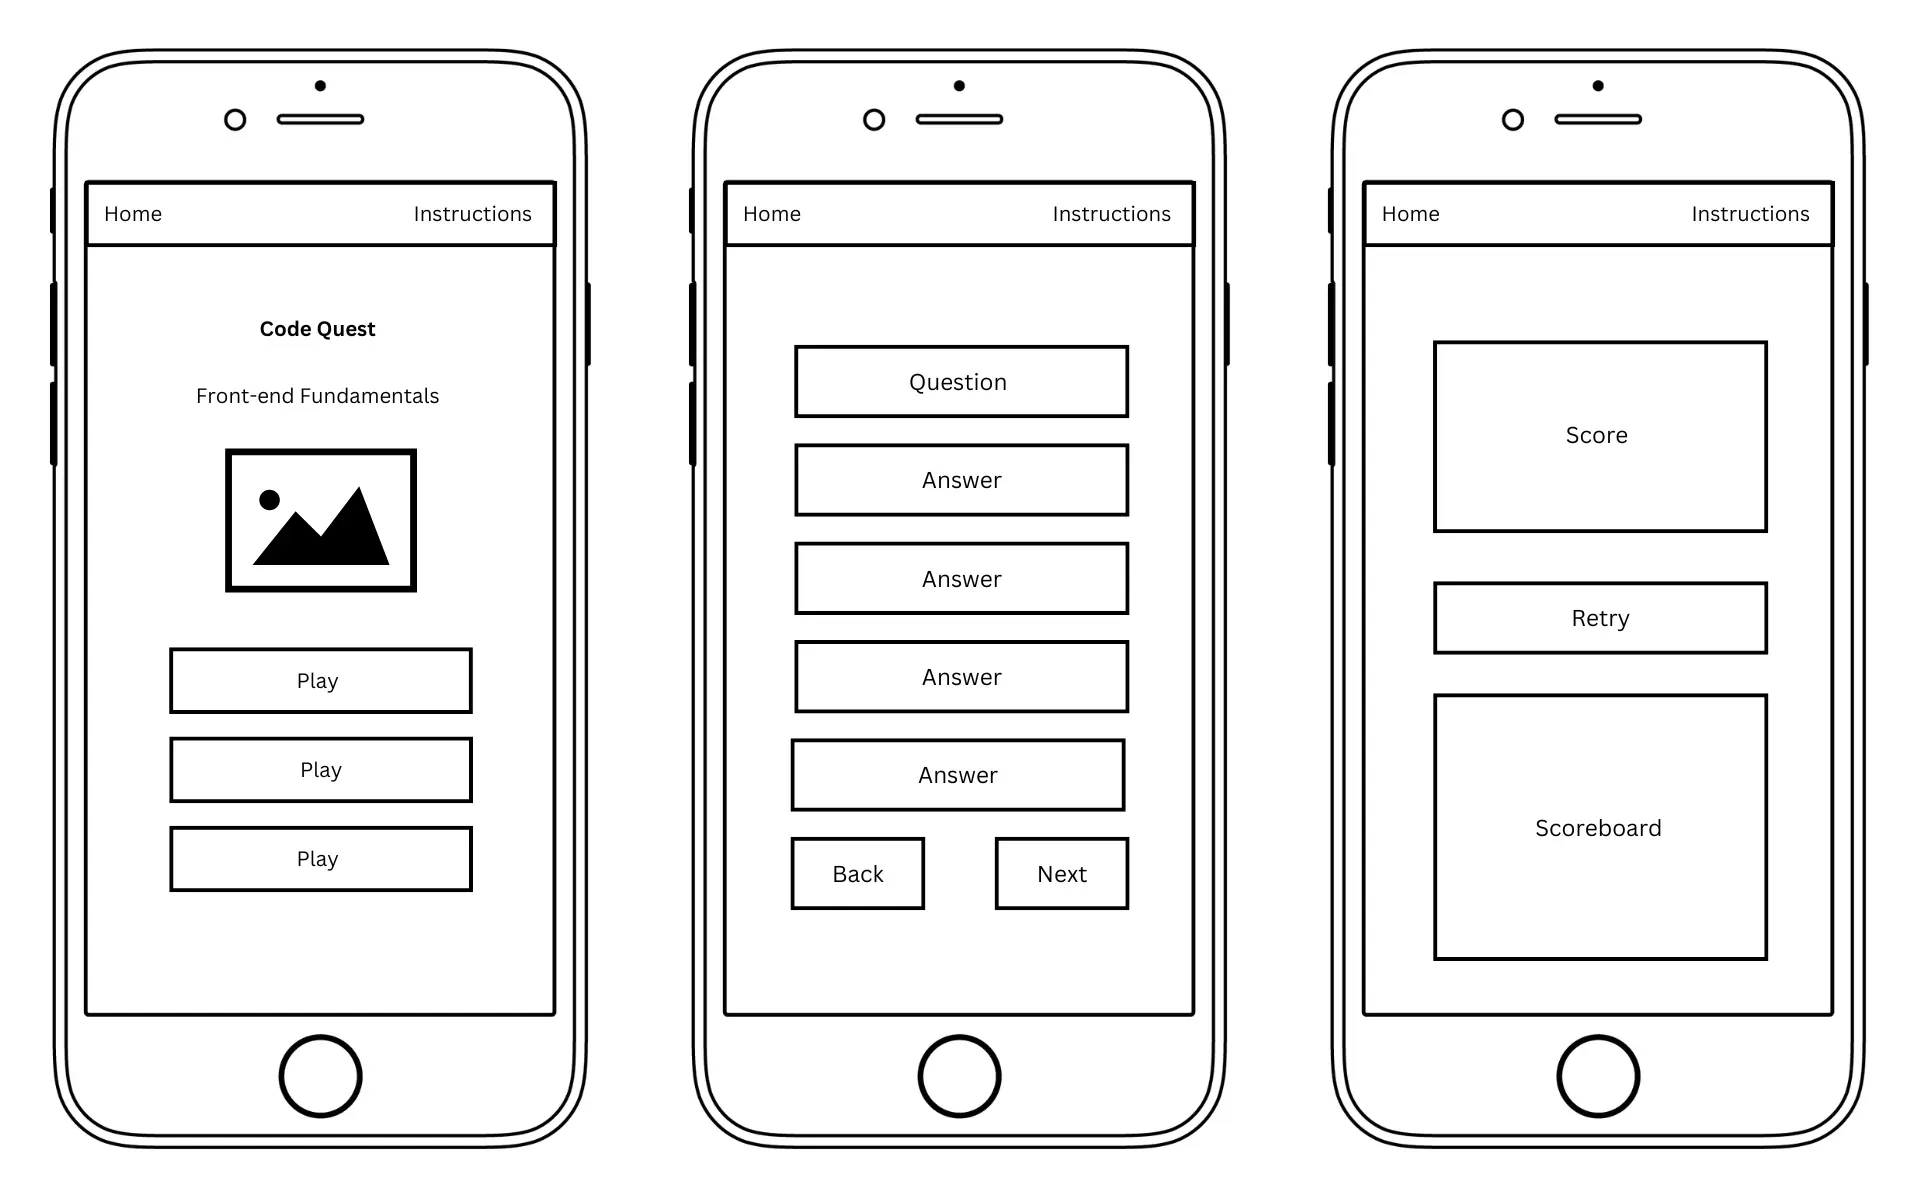 Home Instructions
Code Quest
Front-end Fundamentals
Play
Play
Play
Home Instructions
Question
Answer
Answer
Answer
Answer
Back Next
Home Instructions
Score
Retry
Scoreboard